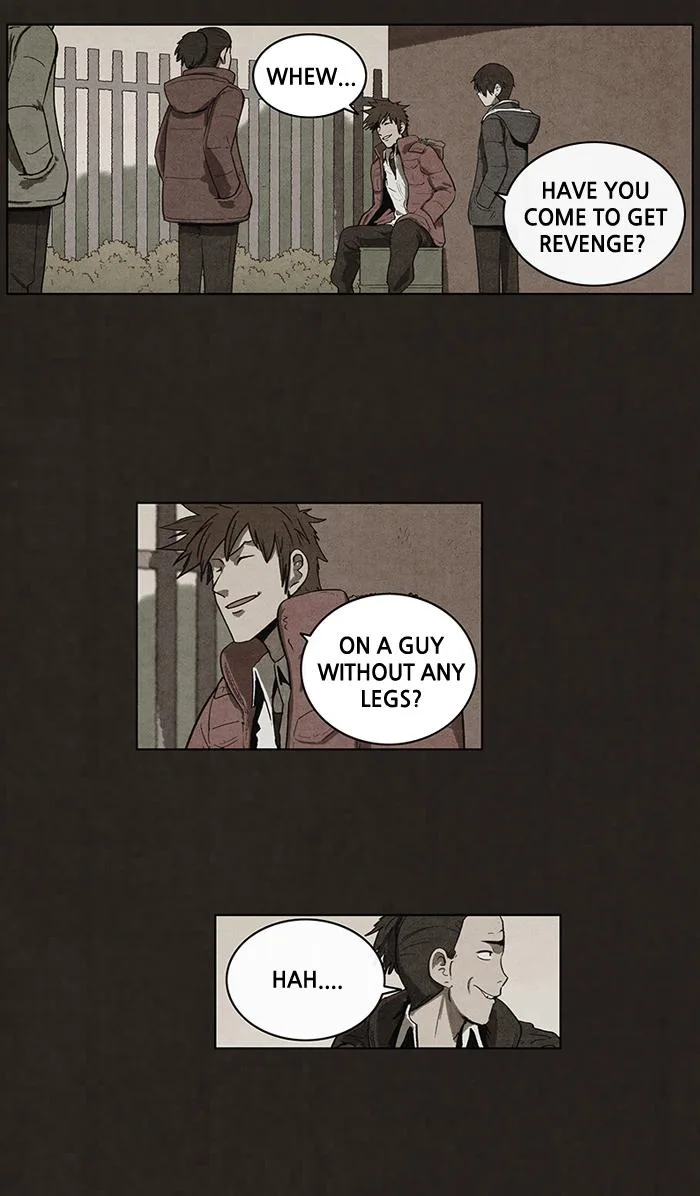 WHEW...
HAVE YOU
COME TO GET
REVENGE?
ON A GUY
WITHOUT ANY
LEGS?
HAH....